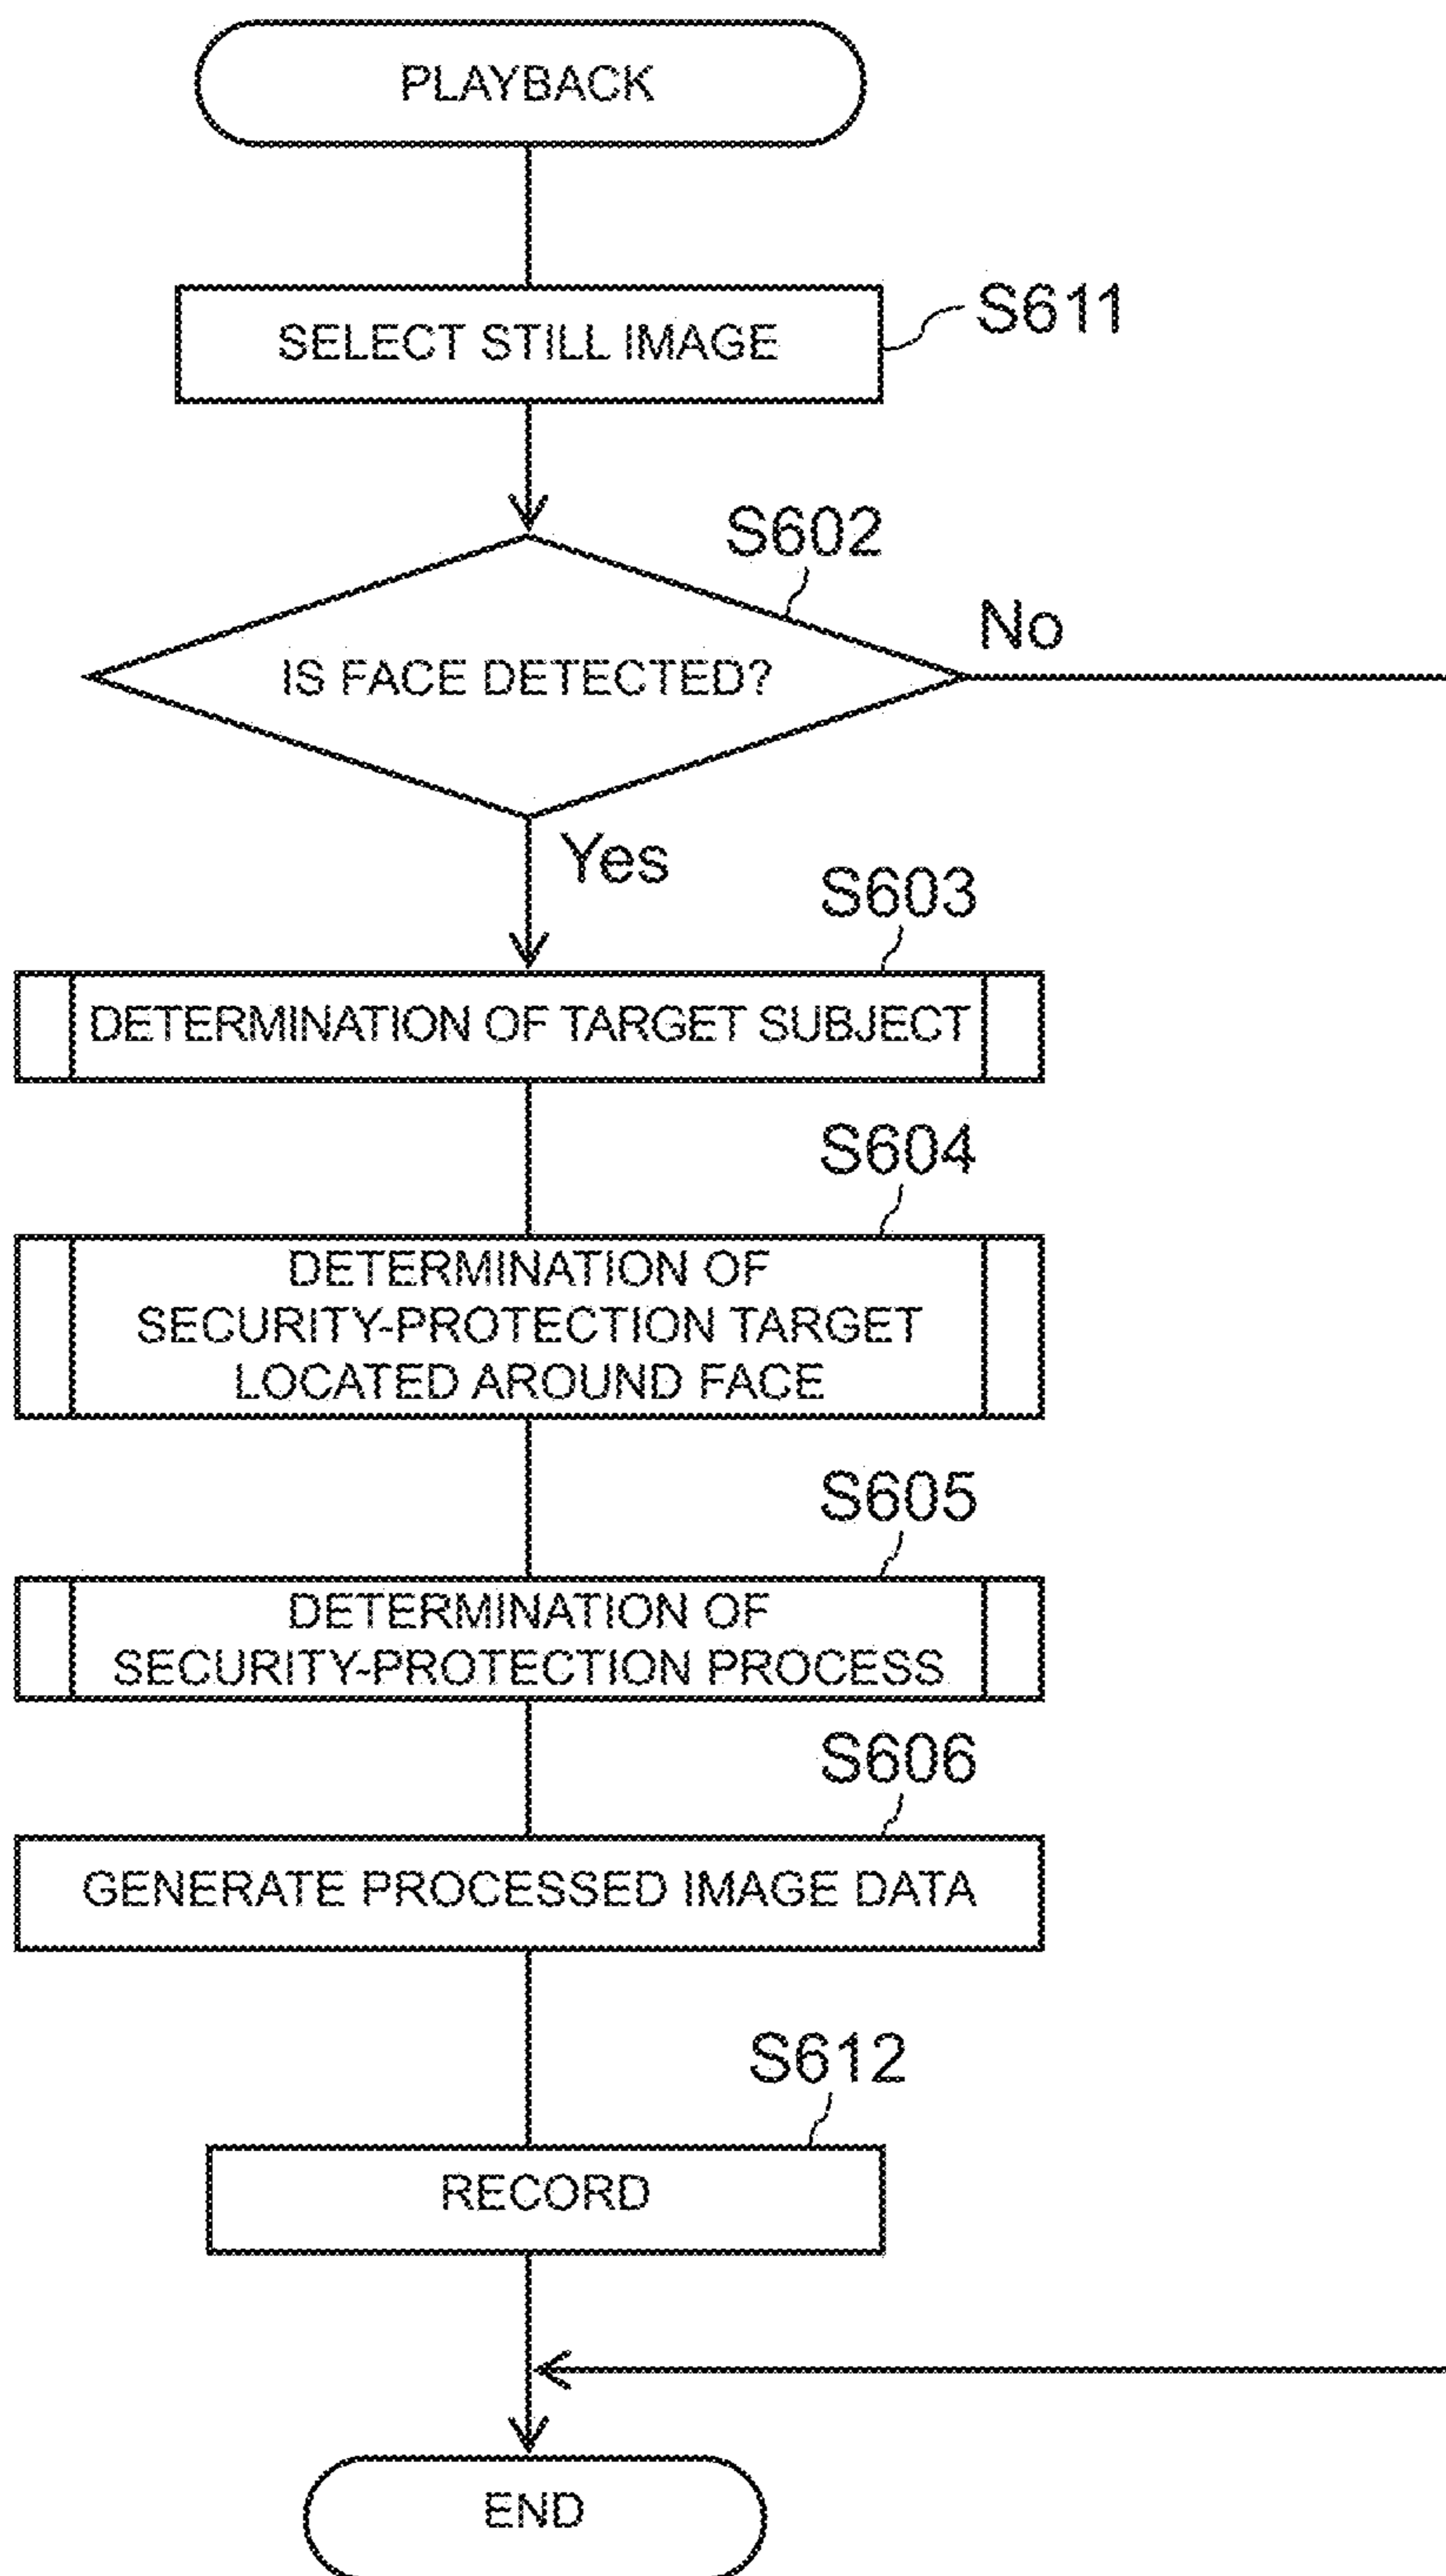 PLAYBACK
SELECT STILL IMAGE
S611
S602
IS FACE DETECTED?
No
Yes
S603
DETERMINATION OF TARGET SUBJECT
S604
DETERMINATION OF
SECURITY-PROTECTION TARGET
LOCATED AROUND FACE
S605
DETERMINATION OF
SECURITY-PROTECTION PROCESS
S606
GENERATE PROCESSED IMAGE DATA
S612
RECORD
END